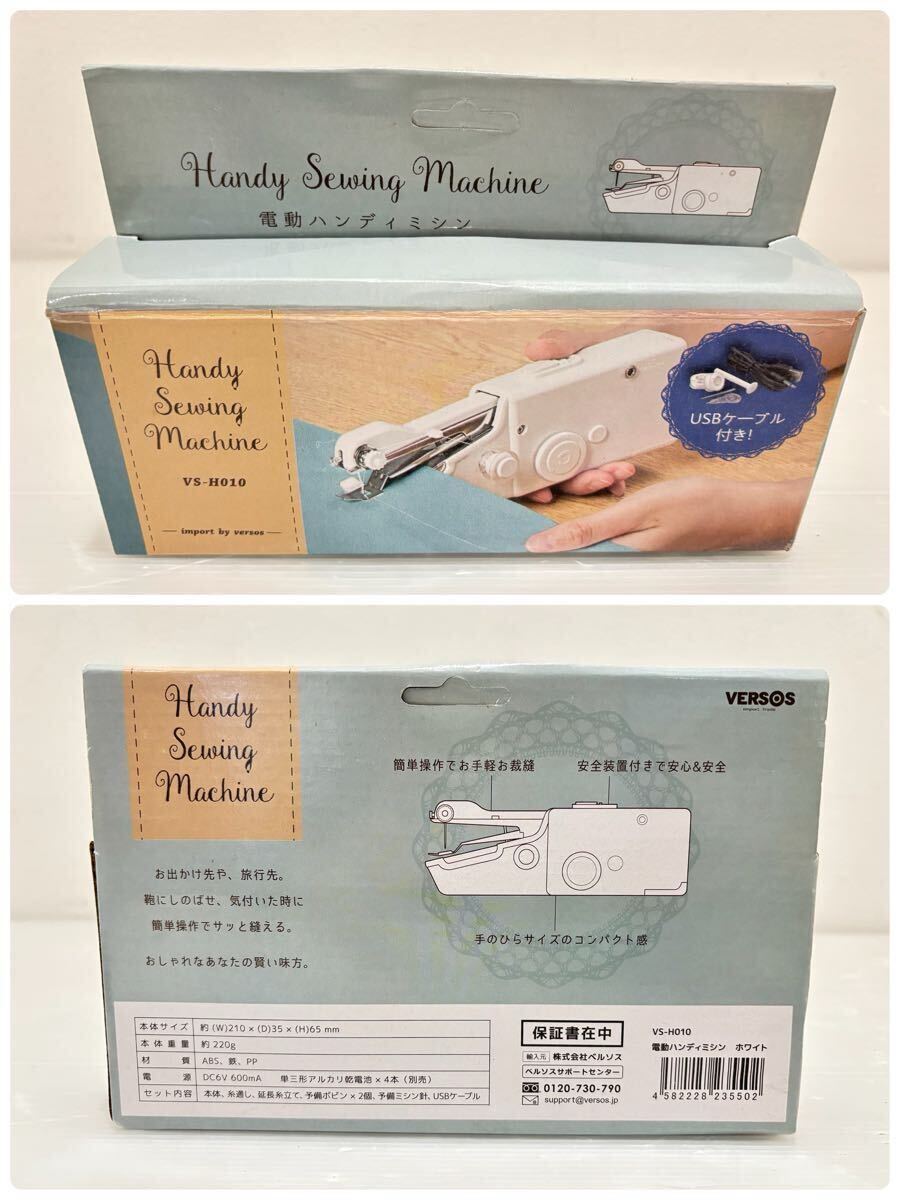 Handy Sewing Machine
電動ハンディミシン
Handy
Sewing
Machine
VS-H010
import by versos
USBケーブル
付き!
Handy
Sewing
Machine
VERSOS
import trade
簡単操作でお手軽お裁縫
安全装置付きで安心&安全
お出かけ先や、旅行先。
鞄にしのばせ、気付いた時に
簡単操作でサッと縫える。
おしゃれなあなたの賢い味方。
手のひらサイズのコンパクト感
本体サイズ 約 (W)210 × (D)35 × (H)65 mm
本体重量 約 220g
材質 ABS、鉄、PP
電源 DC6V 600mA 単三形アルカリ乾電池 × 4本（別売）
セット内容 本体、糸通し、延長糸立て、予備ボビン × 2個、予備ミシン針、USBケーブル
保証書在中
輸入元 株式会社ベルソス
ベルソスサポートセンター
0120-730-790
support@versos.jp
VS-H010
電動ハンディミシン ホワイト
4 582228 235502